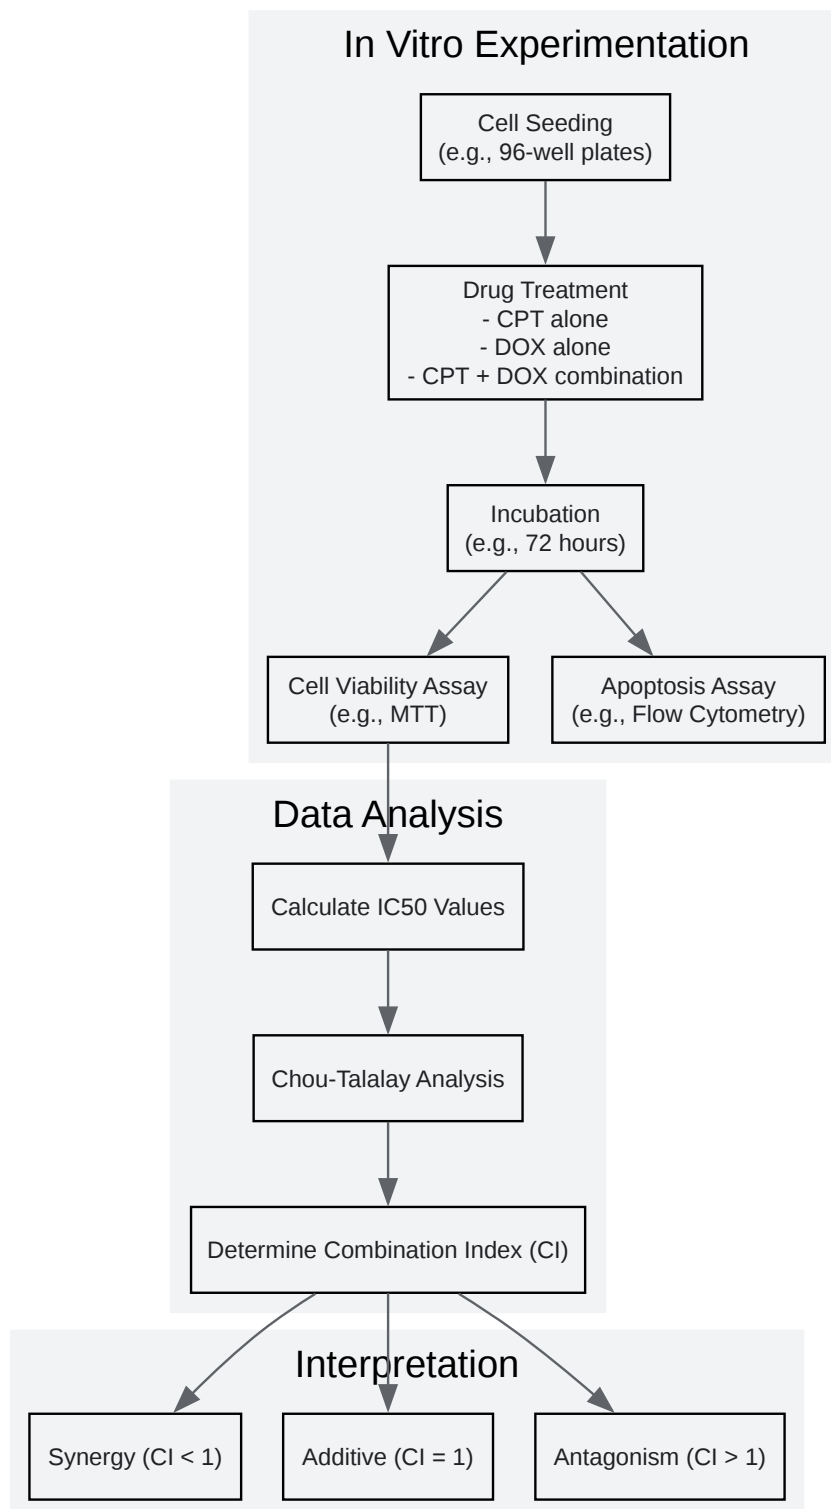 In Vitro Experimentation
Cell Seeding
(e.g., 96-well plates)
Drug Treatment
- CPT alone
- DOX alone
- CPT + DOX combination
Incubation
(e.g., 72 hours)
Cell Viability Assay
(e.g., MTT)
Apoptosis Assay
(e.g., Flow Cytometry)
Data Analysis
Calculate IC50 Values
Chou-Talalay Analysis
Determine Combination Index (CI)
Interpretation
Synergy (CI < 1)
Additive (CI = 1)
Antagonism (CI > 1)